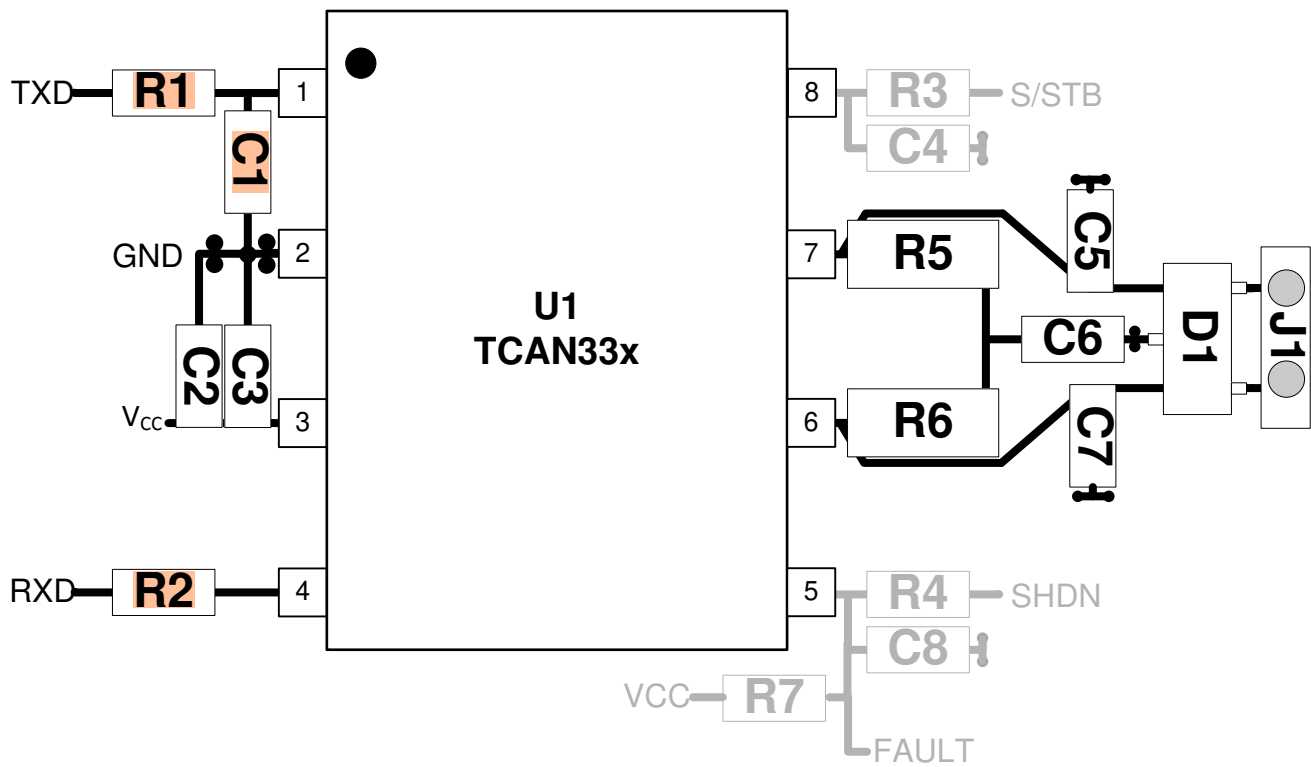 TXD
R1
1
C1
GND
2
C2
C3
VCC
3
RXD
R2
4
U1
TCAN33x
8
R3
S/STB
C4
7
R5
C5
C6
D1
J1
6
R6
C7
5
R4
SHDN
C8
VCC
R7
FAULT